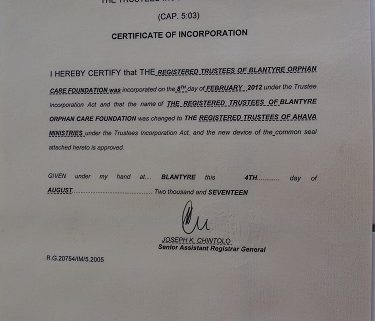 THE TRUSTEES
(CAP. 5:03)
CERTIFICATE OF INCORPORATION
I HEREBY CERTIFY that THE REGISTERED TRUSTEES OF BLANTYRE ORPHAN
CARE FOUNDATION was incorporated on the 8TH day of FEBRUARY 2012 under the Trustee
Incorporation Act and that the name of THE REGISTERED TRUSTEES OF BLANTYRE
ORPHAN CARE FOUNDATION was changed to THE REGISTERED TRUSTEES OF AHAVA
MINISTRIES under the Trustees Incorporation Act, and the new device of the common seal
attached hereto is approved.
GIVEN under my hand at.... BLANTYRE this 4TH........... day of
AUGUST................................ Two thousand and SEVENTEEN
JOSEPH K. CHINTOLO
Senior Assistant Registrar General
R.G.20754/IM/5.2005